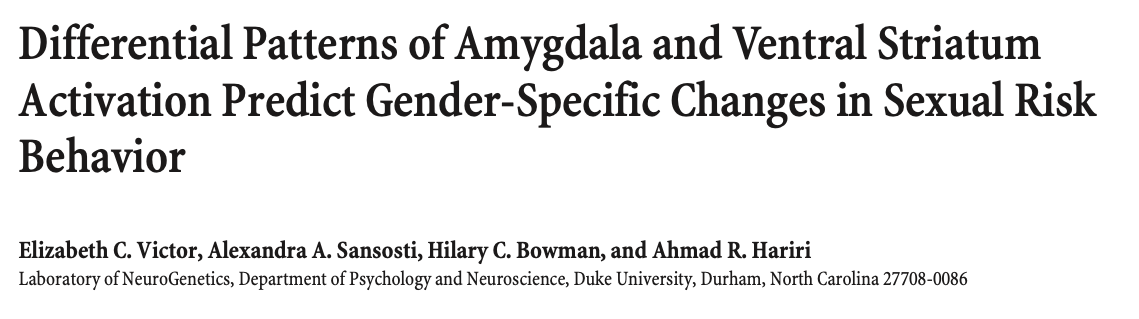 Differential Patterns of Amygdala and Ventral Striatum
Activation Predict Gender-Specific Changes in Sexual Risk
Behavior
Elizabeth C. Victor, Alexandra A. Sansosti, Hilary C. Bowman, and Ahmad R. Hariri
Laboratory of NeuroGenetics, Department of Psychology and Neuroscience, Duke University, Durham, North Carolina 27708-0086